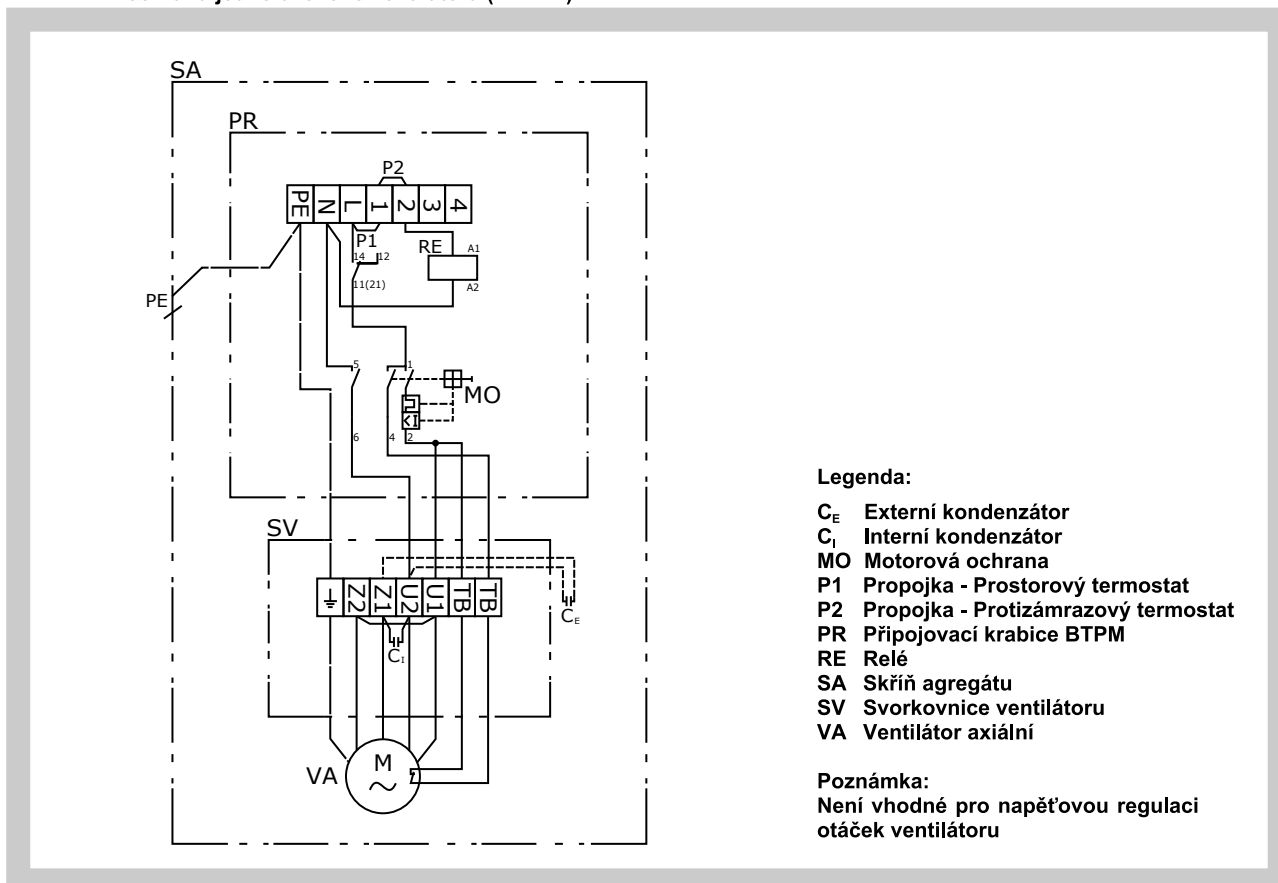 SA
PR
P2
PE N L 1 2 3 4
P1
RE A1
14 12
11(21) A2
PE
5 1
MO
6 4 2
SV
Z2 Z1 U2 U1 TB TB
CE
CI
VA M
Legenda:
CE Externí kondenzátor
CI Interní kondenzátor
MO Motorová ochrana
P1 Propojka - Prostorový termostat
P2 Propojka - Protizámrazový termostat
PR Připojovací krabice BTPM
RE Relé
SA Skříň agregátu
SV Svorkovnice ventilátoru
VA Ventilátor axiální
Poznámka:
Není vhodné pro napěťovou regulaci
otáček ventilátoru